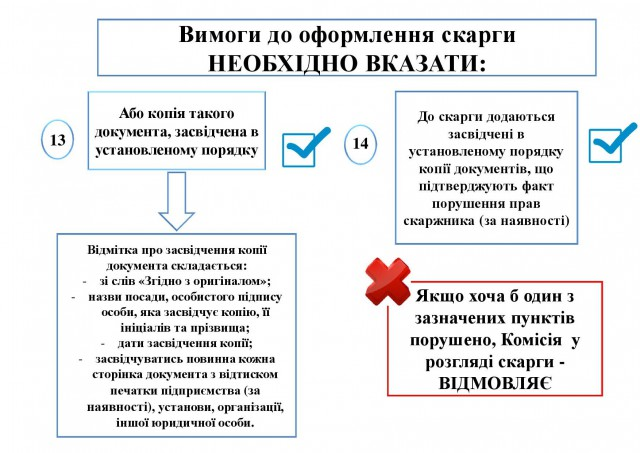 Вимоги до оформлення скарги
НЕОБХІДНО ВКАЗАТИ:
13
Або копія такого
документа, засвідчена в
установленому порядку
14
До скарги додаються
засвідчені в
установленому порядку
копії документів, що
підтверджують факт
порушення прав
скаржника (за наявності)
Відмітка про засвідчення копії
документа складається:
- зі слів «Згідно з оригіналом»;
- назви посади, особистого підпису
особи, яка засвідчує копію, її
ініціалів та прізвища;
- дати засвідчення копії;
- засвідчуватись повинна кожна
сторінка документа з відтиском
печатки підприємства (за
наявності), установи, організації,
іншої юридичної особи.
Якщо хоча б один з
зазначених пунктів
порушено, Комісія у
розгляді скарги -
ВІДМОВЛЯЄ